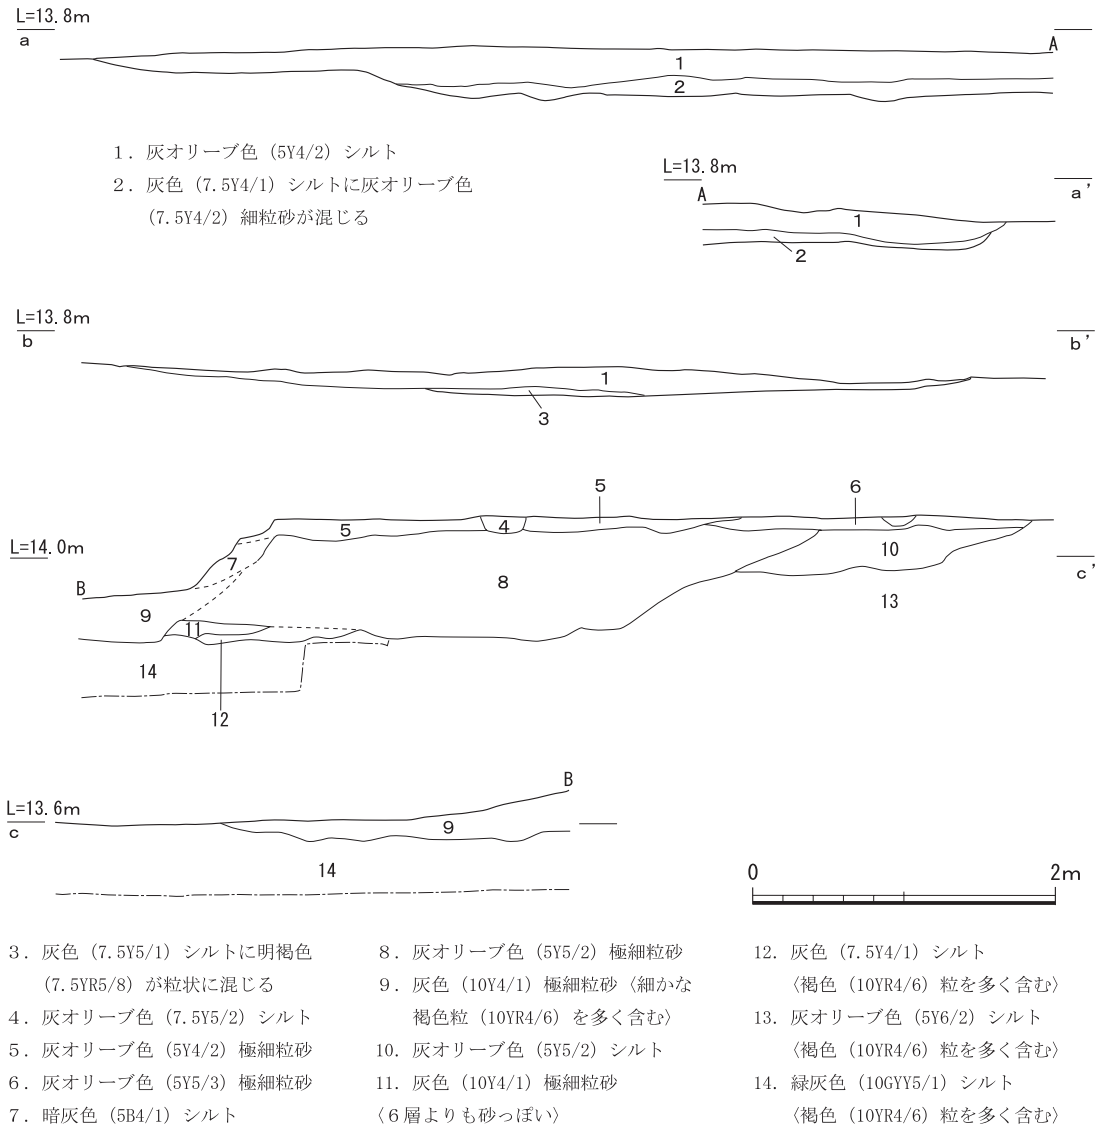 L=13.8m
a
A
1
2
1. 灰オリーブ色（5Y4/2）シルト
2. 灰色（7.5Y4/1）シルトに灰オリーブ色
（7.5Y4/2）細粒砂が混じる
L=13.8m
A
a'
1
2
L=13.8m
b
b'
1
3
5
6
5
4
L=14.0m
7
10
c'
B
8
9
11
13
14
12
B
L=13.6m
c
9
14
0 2m
3. 灰色（7.5Y5/1）シルトに明褐色
（7.5YR5/8）が粒状に混じる
4. 灰オリーブ色（7.5Y5/2）シルト
5. 灰オリーブ色（5Y4/2）極細粒砂
6. 灰オリーブ色（5Y5/3）極細粒砂
7. 暗灰色（5B4/1）シルト
8. 灰オリーブ色（5Y5/2）極細粒砂
9. 灰色（10Y4/1）極細粒砂〈細かな
褐色粒（10YR4/6）を多く含む〉
10. 灰オリーブ色（5Y5/2）シルト
11. 灰色（10Y4/1）極細粒砂
〈６層よりも砂っぽい〉
12. 灰色（7.5Y4/1）シルト
〈褐色（10YR4/6）粒を多く含む〉
13. 灰オリーブ色（5Y6/2）シルト
〈褐色（10YR4/6）粒を多く含む〉
14. 緑灰色（10GYY5/1）シルト
〈褐色（10YR4/6）粒を多く含む〉